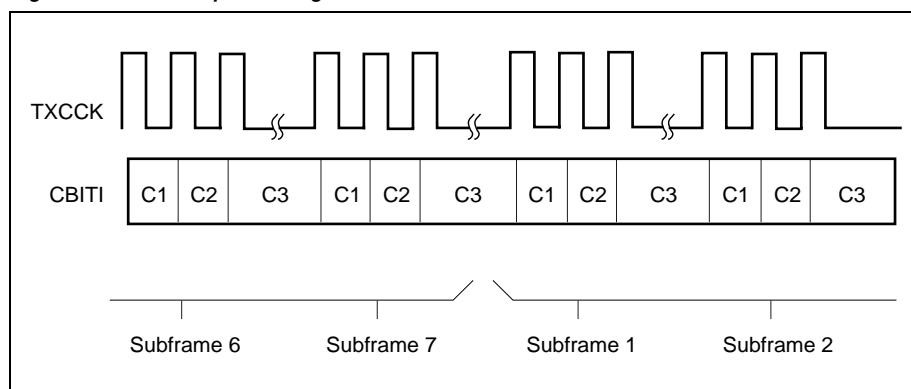 TXCCK
CBITI C1 C2 C3 C1 C2 C3 C1 C2 C3 C1 C2 C3
Subframe 6 Subframe 7 Subframe 1 Subframe 2